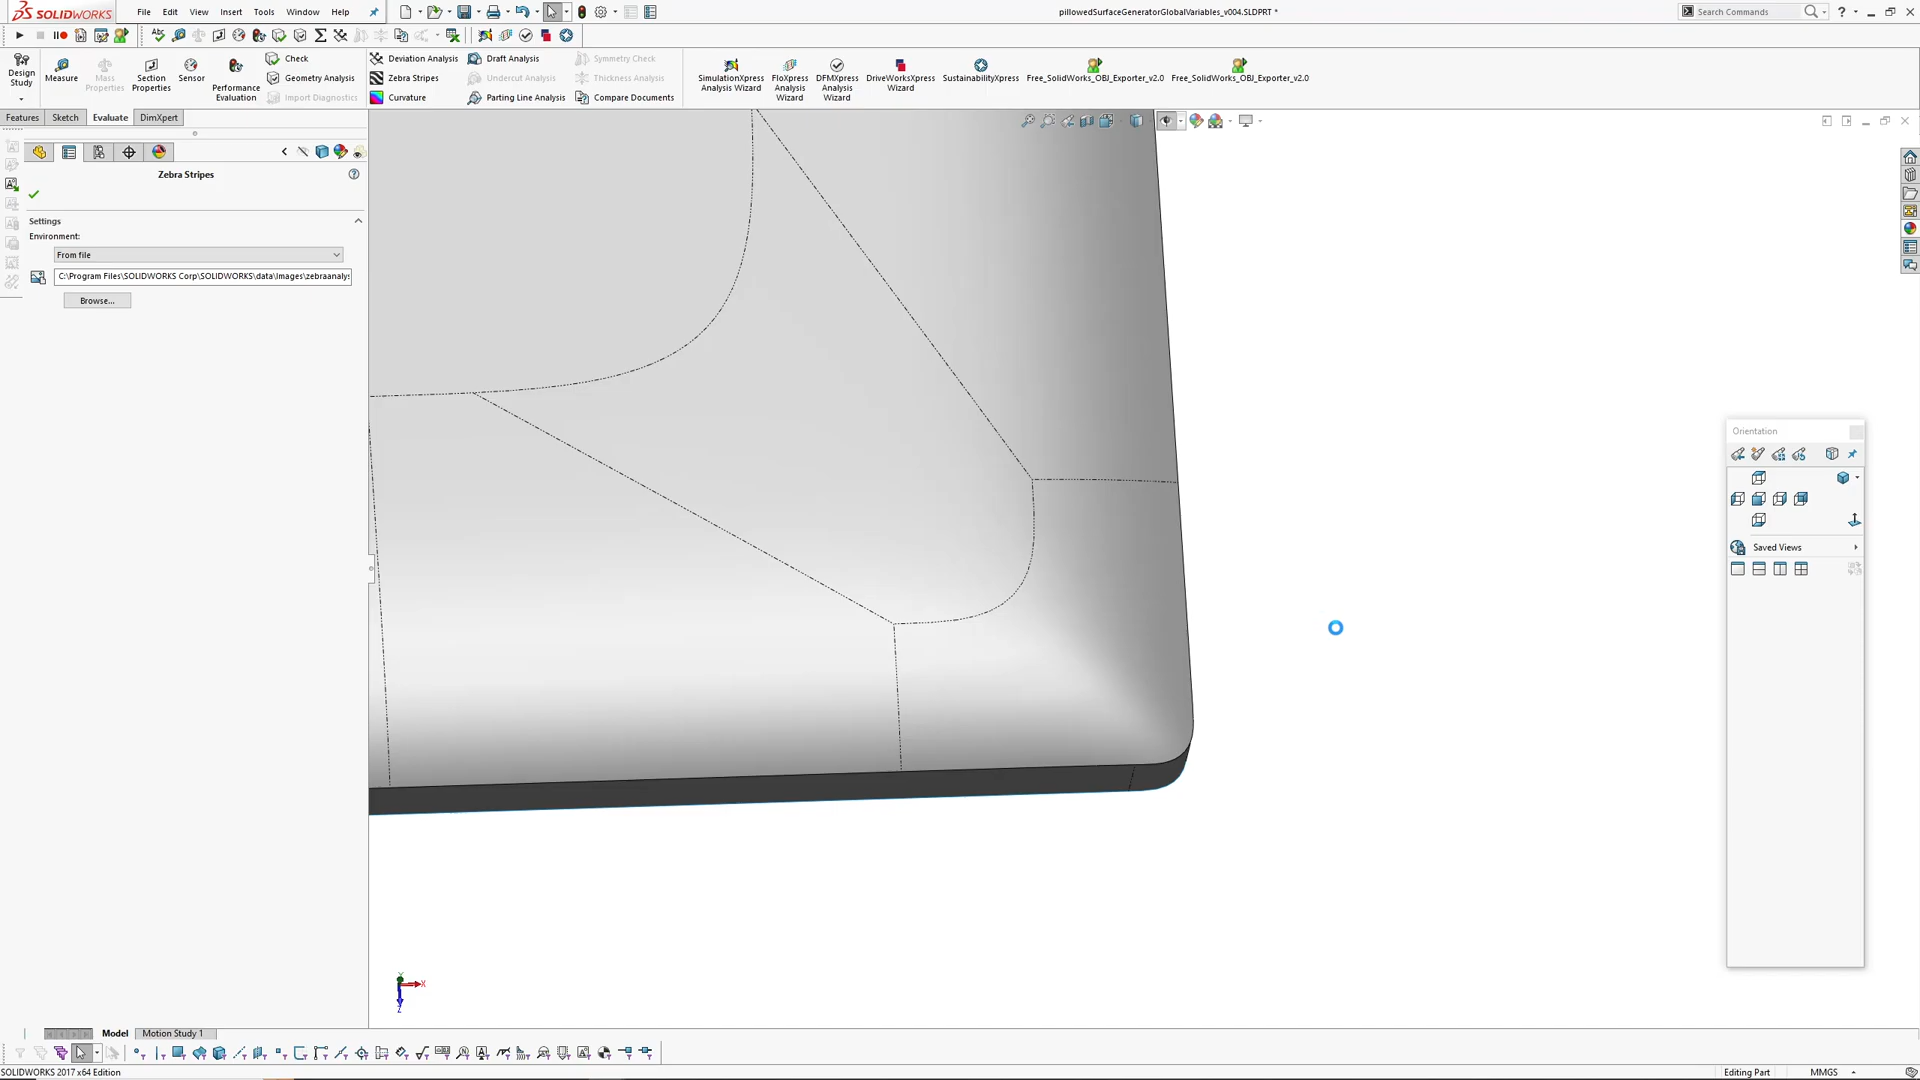 SOLIDWORKS File Edit View Insert Tools Window Help pillowedSurfaceGeneratorGlobalVariables_v004.SLDPRT * Search Commands
Design Study
Measure
Mass Properties
Section Properties
Sensor
Performance Evaluation
Check
Geometry Analysis
Import Diagnostics
Deviation Analysis
Zebra Stripes
Curvature
Draft Analysis
Undercut Analysis
Parting Line Analysis
Symmetry Check
Thickness Analysis
Compare Documents
SimulationXpress Analysis Wizard
FloXpress Analysis Wizard
DFMXpress Analysis Wizard
DriveWorksXpress Wizard
SustainabilityXpress
Free_SolidWorks_OBJ_Exporter_v2.0
Free_SolidWorks_OBJ_Exporter_v2.0
Features Sketch Evaluate DimXpert
Zebra Stripes
Settings
Environment:
From file
C:\Program Files\SOLIDWORKS Corp\SOLIDWORKS\data\Images\zebraanalys
Browse...
Orientation
Saved Views
Y
X
Z
Model Motion Study 1
SOLIDWORKS 2017 x64 Edition Editing Part MMGS